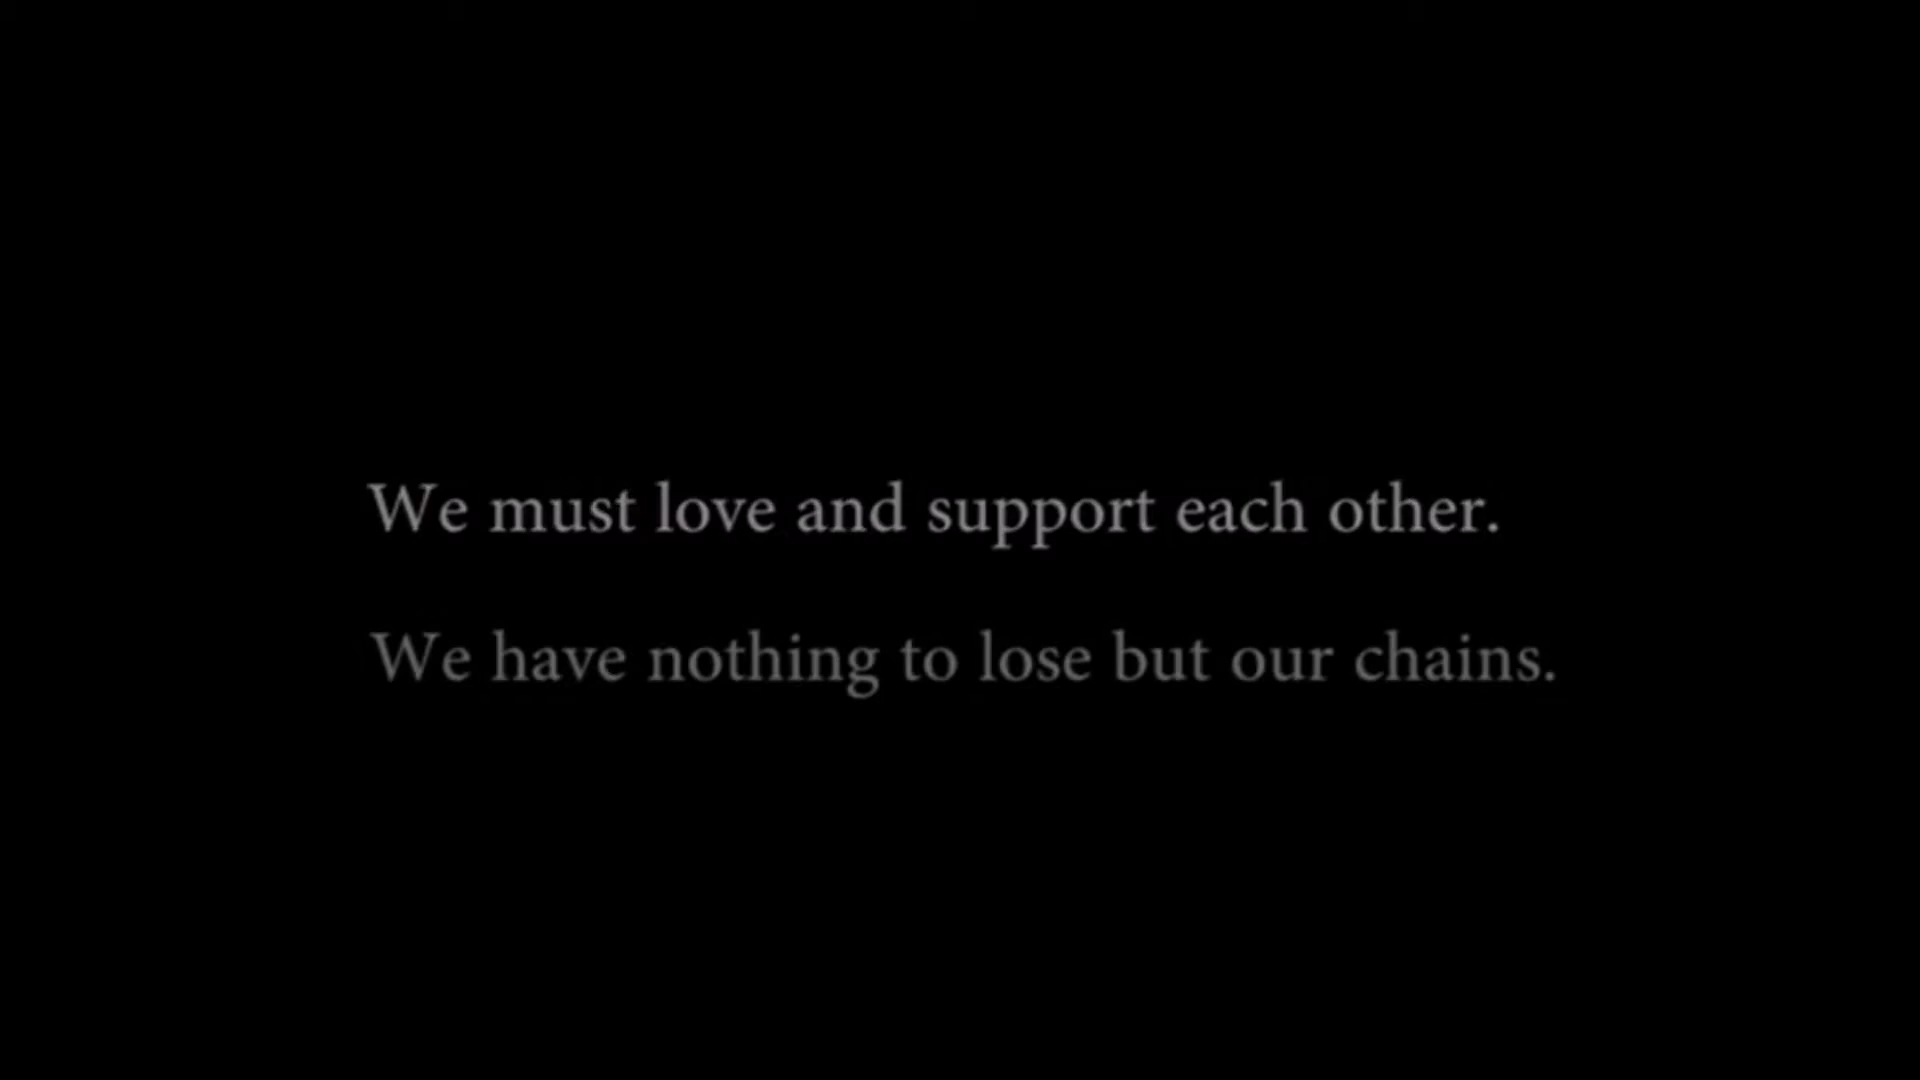 We must love and support each other.
We have nothing to lose but our chains.